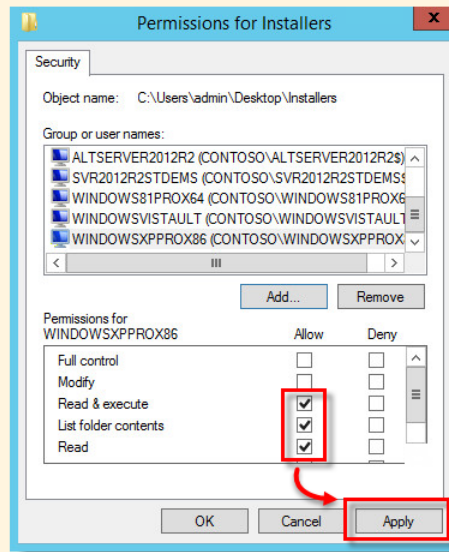 Permissions for Installers
x
Security
Object name: C:\Users\admin\Desktop\Installers
Group or user names:
ALTSERVER2012R2 (CONTOSO\ALTSERVER2012R2$)
SVR2012R2STDEMS (CONTOSO\SVR2012R2STDEMS$
WINDOWS81PROX64 (CONTOSO\WINDOWS81PROX6
WINDOWSVISTAULT (CONTOSO\WINDOWSVISTAULT
WINDOWSXPPROX86 (CONTOSO\WINDOWSXPPROX
Add... Remove
Permissions for
WINDOWSXPPROX86 Allow Deny
Full control
Modify
Read & execute
List folder contents
Read
OK Cancel Apply